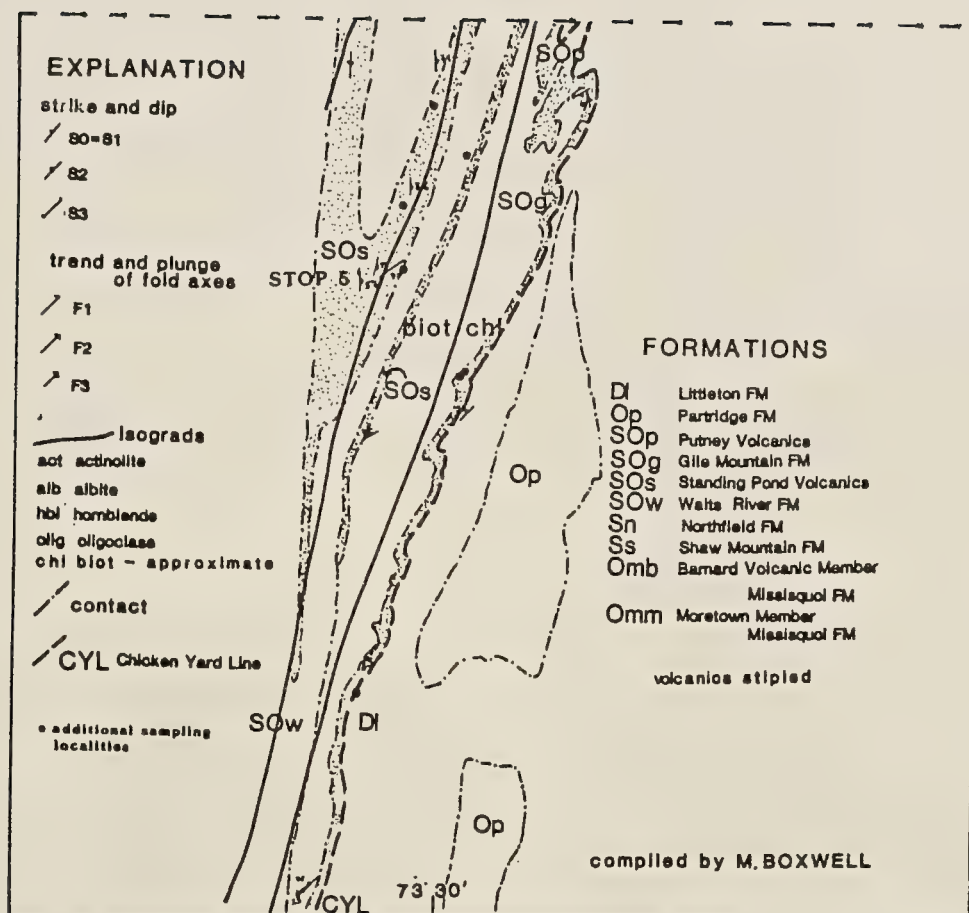 EXPLANATION
strike and dip
S0=S1
S2
S3
trend and plunge
of fold axes
F1
F2
F3
Isograds
act actinolite
alb albite
hbl hornblende
olig oligoclase
chl biot - approximate
contact
CYL Chicken Yard Line
additional sampling
localities
SOp
SOg
SOs
STOP 5
biot chl
SOs
Op
SOw
Dl
Op
CYL
73° 30'
FORMATIONS
Dl Littleton FM
Op Partridge FM
SOp Putney Volcanics
SOg Gile Mountain FM
SOs Standing Pond Volcanics
SOw Waits River FM
Sn Northfield FM
Ss Shaw Mountain FM
Omb Barnard Volcanic Member
Missisquoi FM
Omm Moretown Member
Missisquoi FM
volcanics stipled
compiled by M. BOXWELL